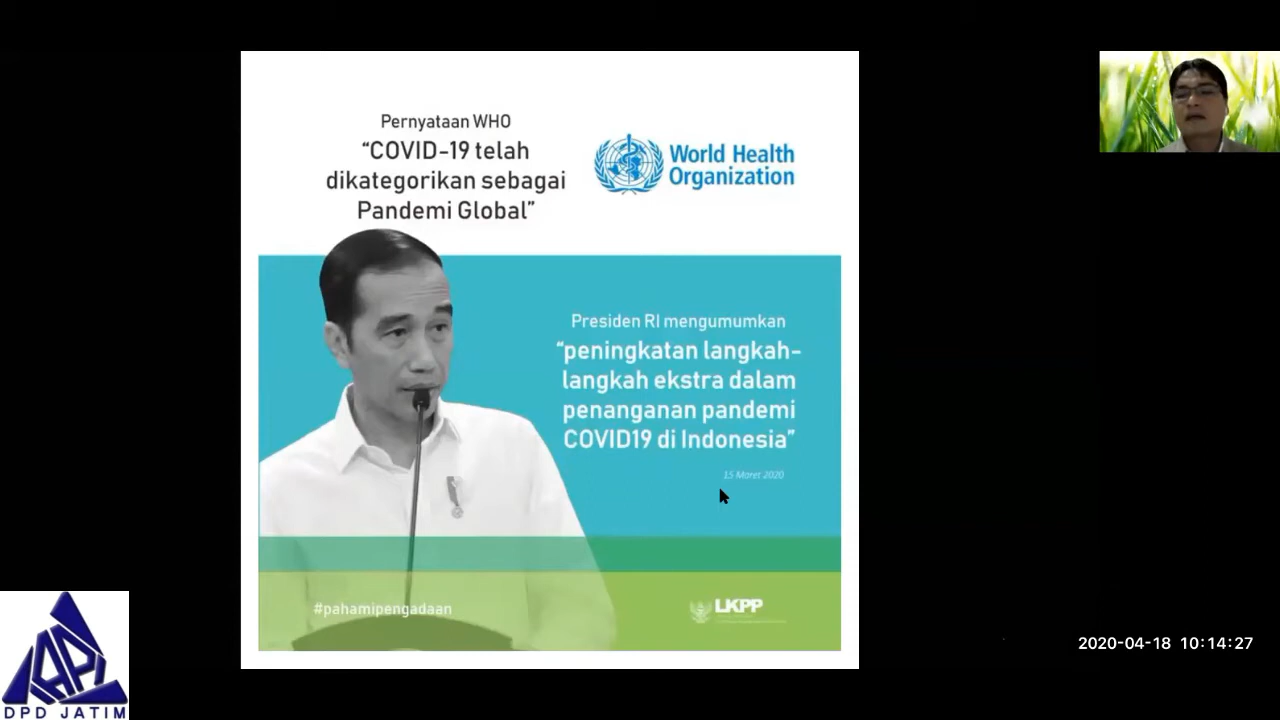 Pernyataan WHO
“COVID-19 telah
dikategorikan sebagai
Pandemi Global”
World Health
Organization
Presiden RI mengumumkan
“peningkatan langkah-
langkah ekstra dalam
penanganan pandemi
COVID19 di Indonesia”
15 Maret 2020
#pahamipengadaan
LKPP
2020-04-18 10:14:27
IAPI
DPD JATIM